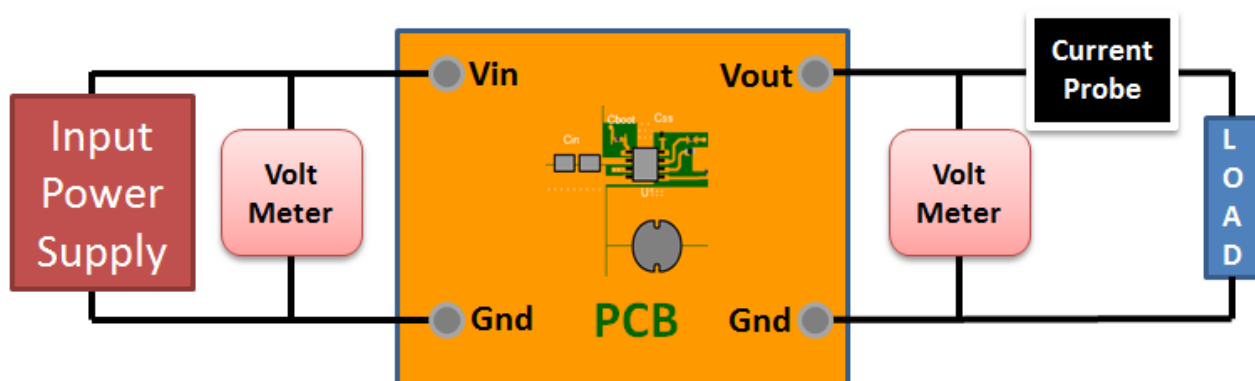 Input
Power
Supply
Volt
Meter
Vin
Gnd
Cin
Cboot
Css
PCB
Vout
Gnd
Volt
Meter
Current
Probe
L
O
A
D